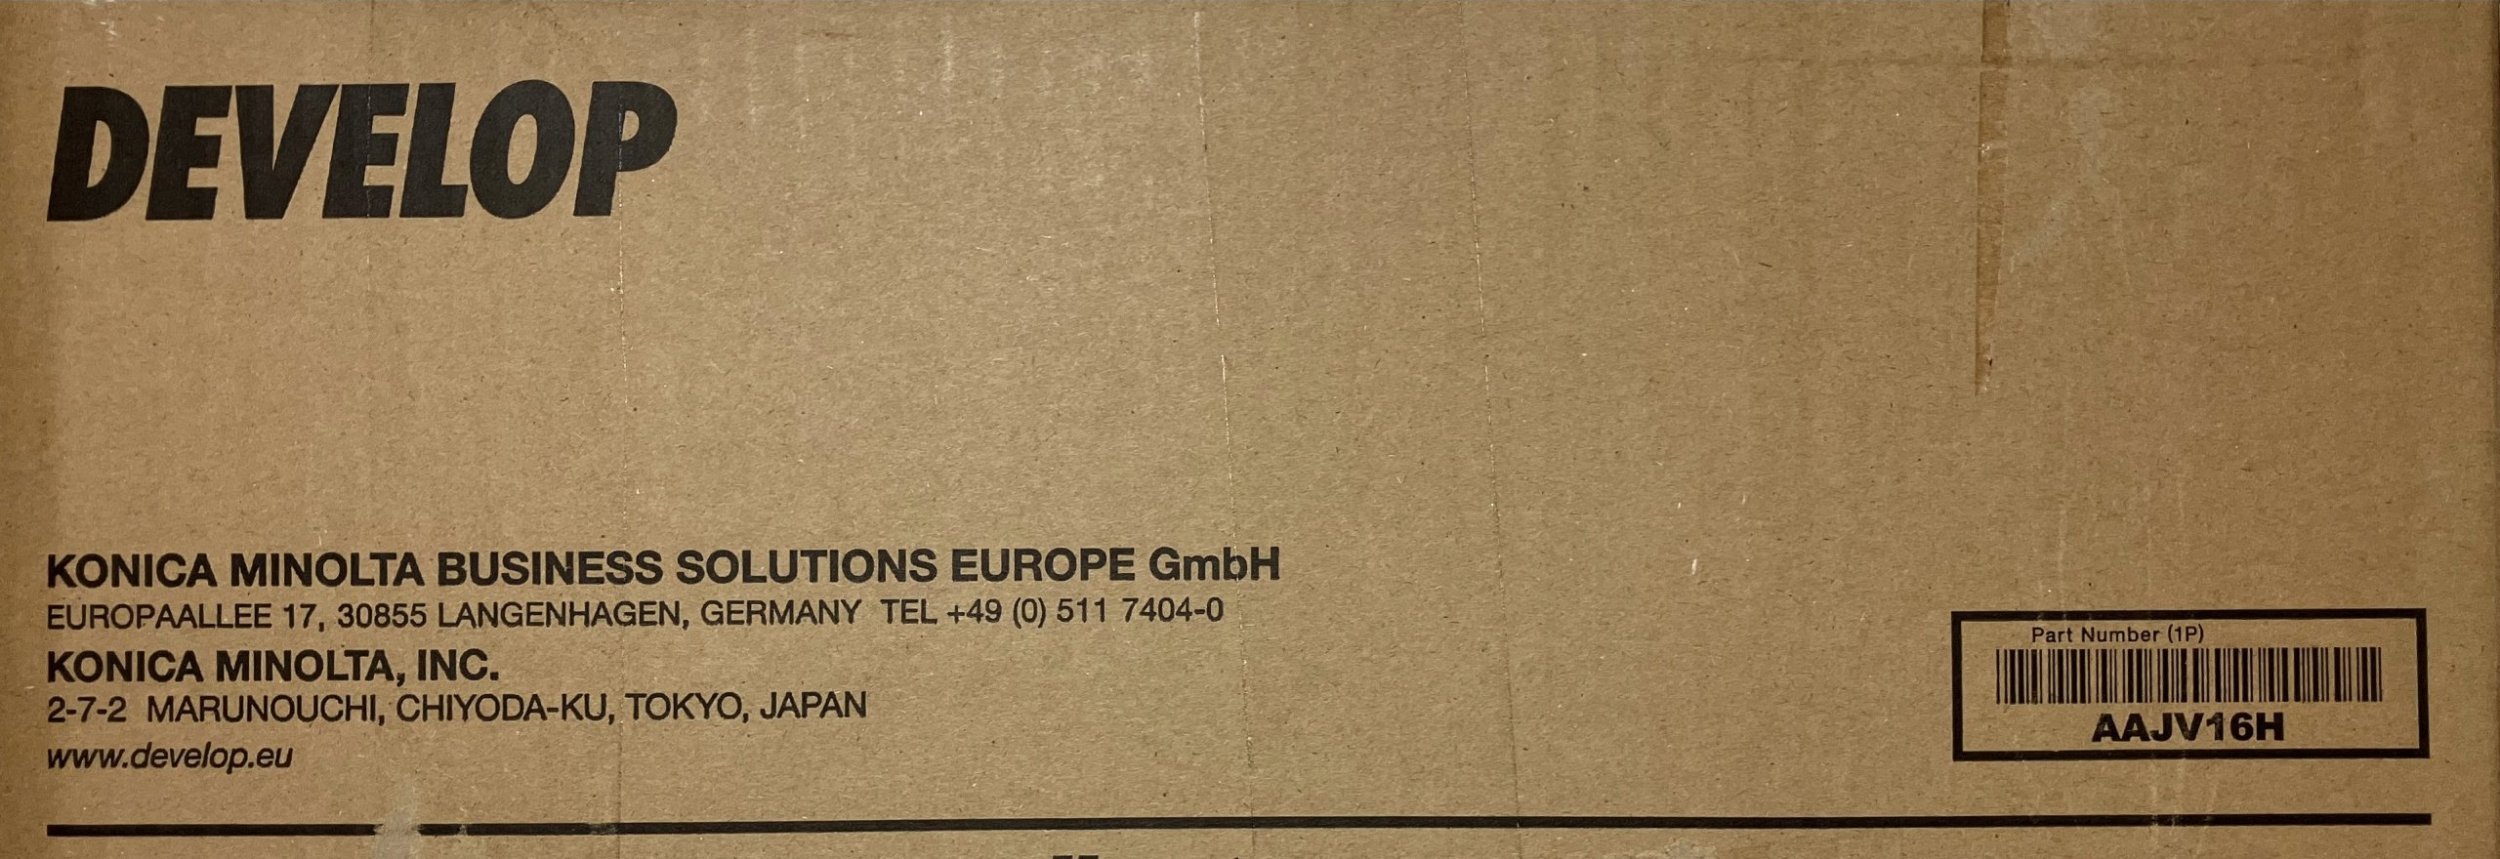 DEVELOP
KONICA MINOLTA BUSINESS SOLUTIONS EUROPE GmbH
EUROPAALLEE 17, 30855 LANGENHAGEN, GERMANY TEL +49 (0) 511 7404-0
KONICA MINOLTA, INC.
2-7-2 MARUNOUCHI, CHIYODA-KU, TOKYO, JAPAN
www.develop.eu
Part Number (1P)
AAJV16H